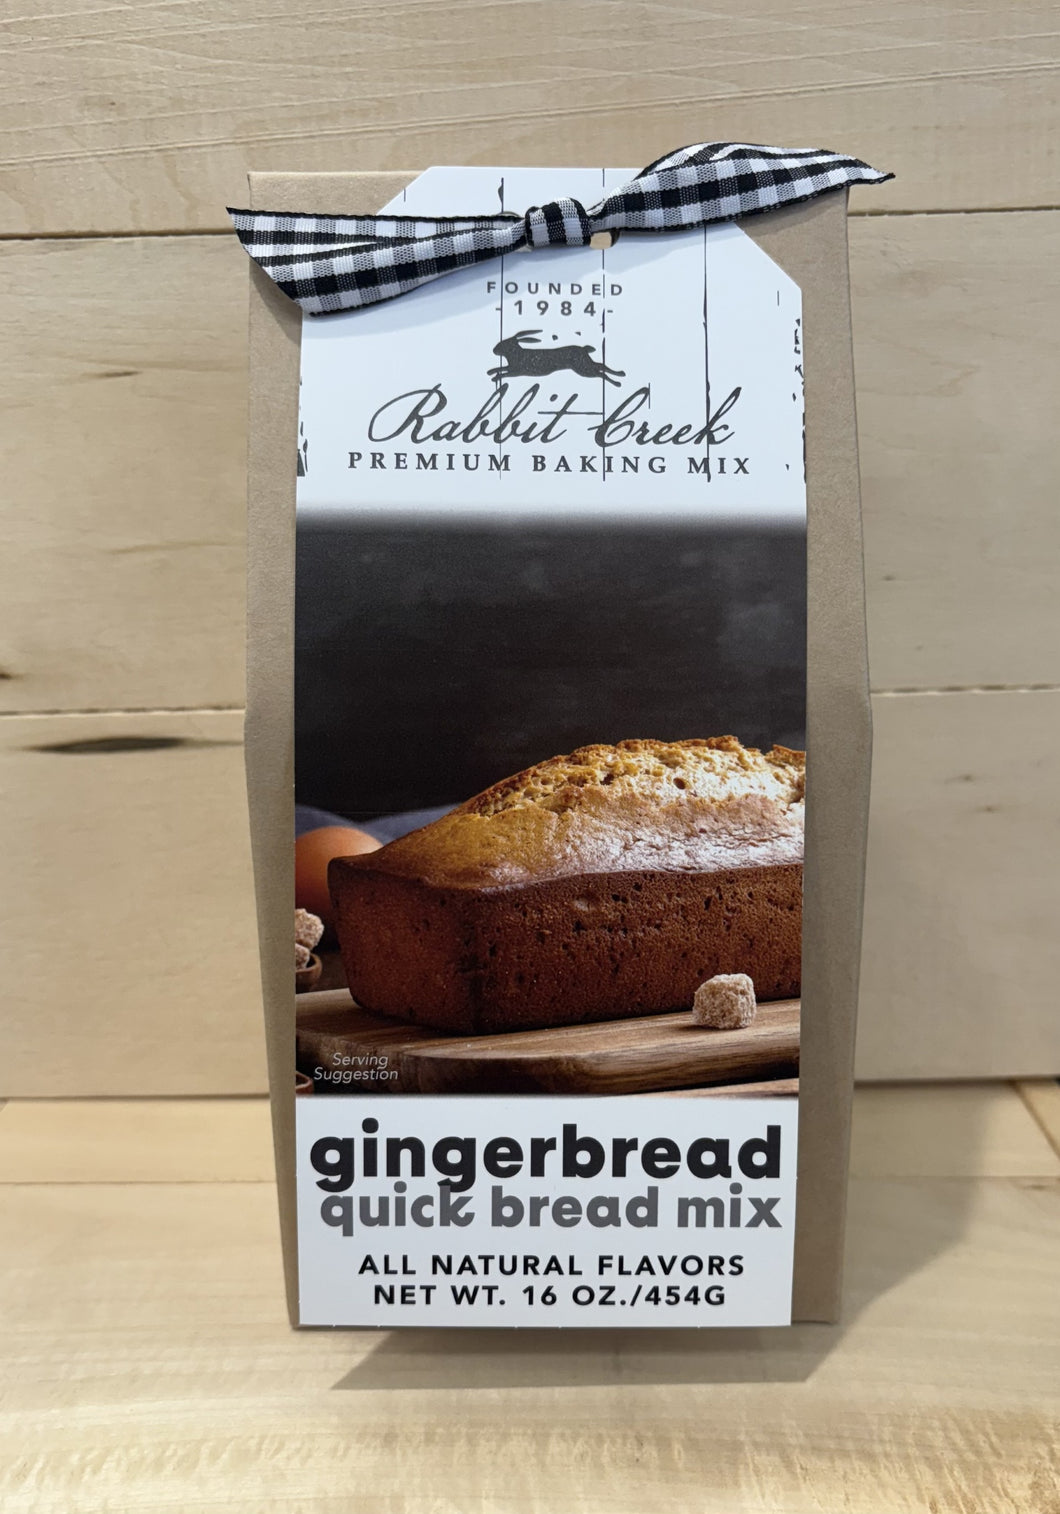 FOUNDED
-1984-
Rabbit Creek
PREMIUM BAKING MIX
Serving
Suggestion
gingerbread
quick bread mix
ALL NATURAL FLAVORS
NET WT. 16 OZ./454G